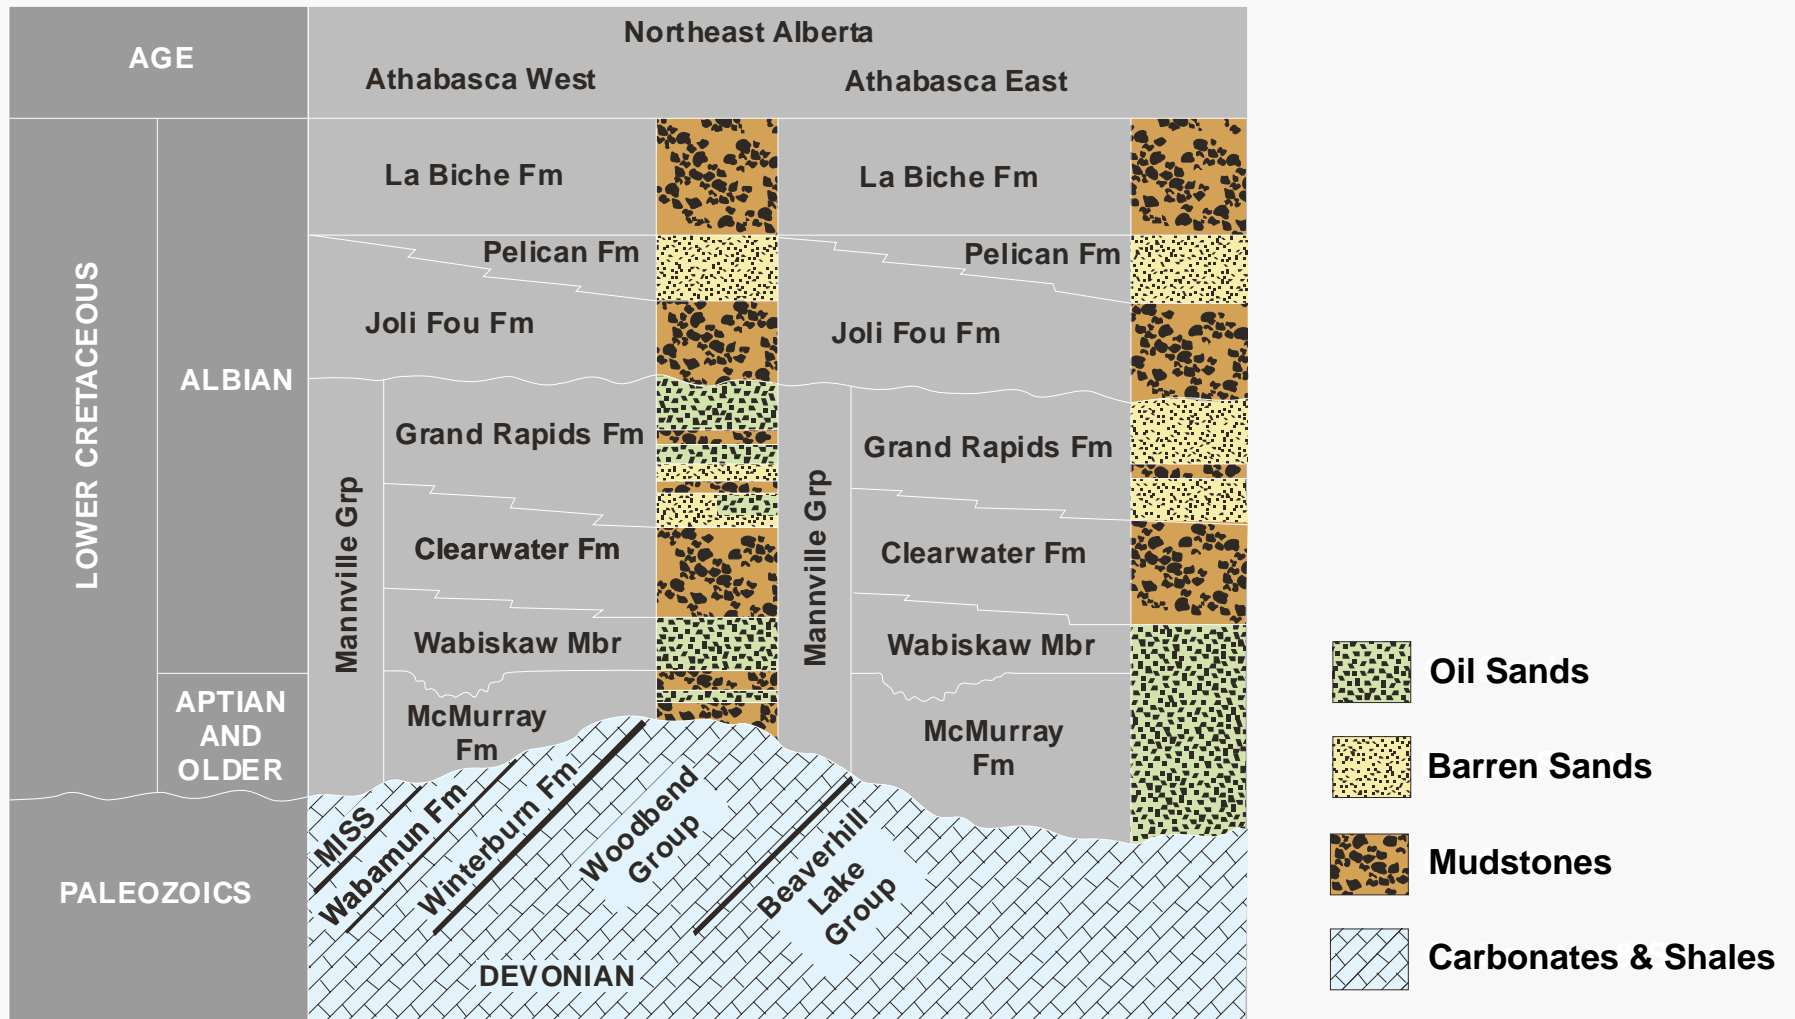 AGE
Northeast Alberta
Athabasca West
Athabasca East
LOWER CRETACEOUS
ALBIAN
APTIAN
AND
OLDER
PALEOZOICS
La Biche Fm
Pelican Fm
Joli Fou Fm
Mannville Grp
Grand Rapids Fm
Clearwater Fm
Wabiskaw Mbr
McMurray
Fm
La Biche Fm
Pelican Fm
Joli Fou Fm
Mannville Grp
Grand Rapids Fm
Clearwater Fm
Wabiskaw Mbr
McMurray
Fm
MISS
Wabamun Fm
Winterburn Fm
Woodbend
Group
Beaverhill
Lake
Group
DEVONIAN
Oil Sands
Barren Sands
Mudstones
Carbonates & Shales